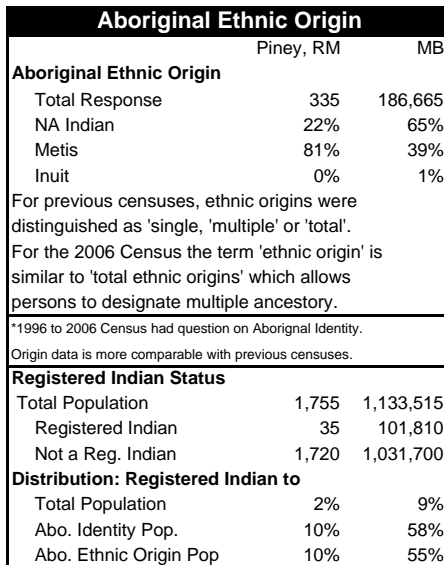 Aboriginal Ethnic Origin
Piney, RM MB
Aboriginal Ethnic Origin
Total Response 335 186,665
NA Indian 22% 65%
Metis 81% 39%
Inuit 0% 1%
For previous censuses, ethnic origins were
distinguished as 'single, 'multiple' or 'total'.
For the 2006 Census the term 'ethnic origin' is
similar to 'total ethnic origins' which allows
persons to designate multiple ancestory.
*1996 to 2006 Census had question on Aborignal Identity.
Origin data is more comparable with previous censuses.
Registered Indian Status
Total Population 1,755 1,133,515
Registered Indian 35 101,810
Not a Reg. Indian 1,720 1,031,700
Distribution: Registered Indian to
Total Population 2% 9%
Abo. Identity Pop. 10% 58%
Abo. Ethnic Origin Pop 10% 55%